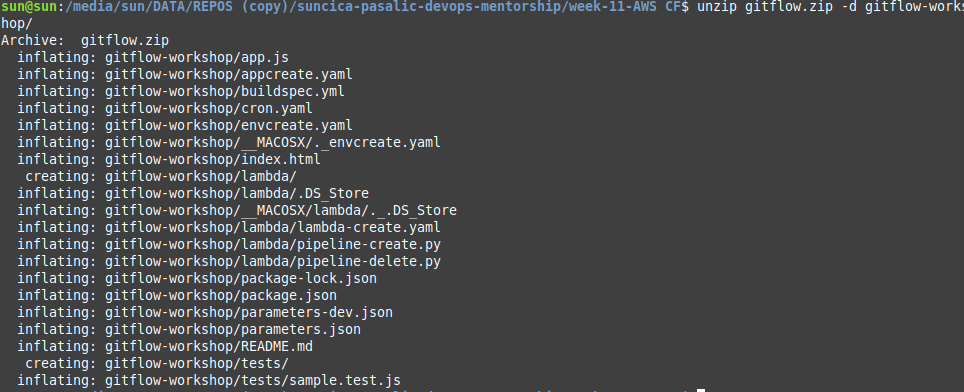 sun@sun:/media/sun/DATA/REPOS (copy)/suncica-pasalic-devops-mentorship/week-11-AWS CF$ unzip gitflow.zip -d gitflow-works
hop/
Archive:  gitflow.zip
  inflating: gitflow-workshop/app.js
  inflating: gitflow-workshop/appcreate.yaml
  inflating: gitflow-workshop/buildspec.yml
  inflating: gitflow-workshop/cron.yaml
  inflating: gitflow-workshop/envcreate.yaml
  inflating: gitflow-workshop/__MACOSX/._envcreate.yaml
  inflating: gitflow-workshop/index.html
   creating: gitflow-workshop/lambda/
  inflating: gitflow-workshop/lambda/.DS_Store
  inflating: gitflow-workshop/__MACOSX/lambda/._.DS_Store
  inflating: gitflow-workshop/lambda/lambda-create.yaml
  inflating: gitflow-workshop/lambda/pipeline-create.py
  inflating: gitflow-workshop/lambda/pipeline-delete.py
  inflating: gitflow-workshop/package-lock.json
  inflating: gitflow-workshop/package.json
  inflating: gitflow-workshop/parameters-dev.json
  inflating: gitflow-workshop/parameters.json
  inflating: gitflow-workshop/README.md
   creating: gitflow-workshop/tests/
  inflating: gitflow-workshop/tests/sample.test.js